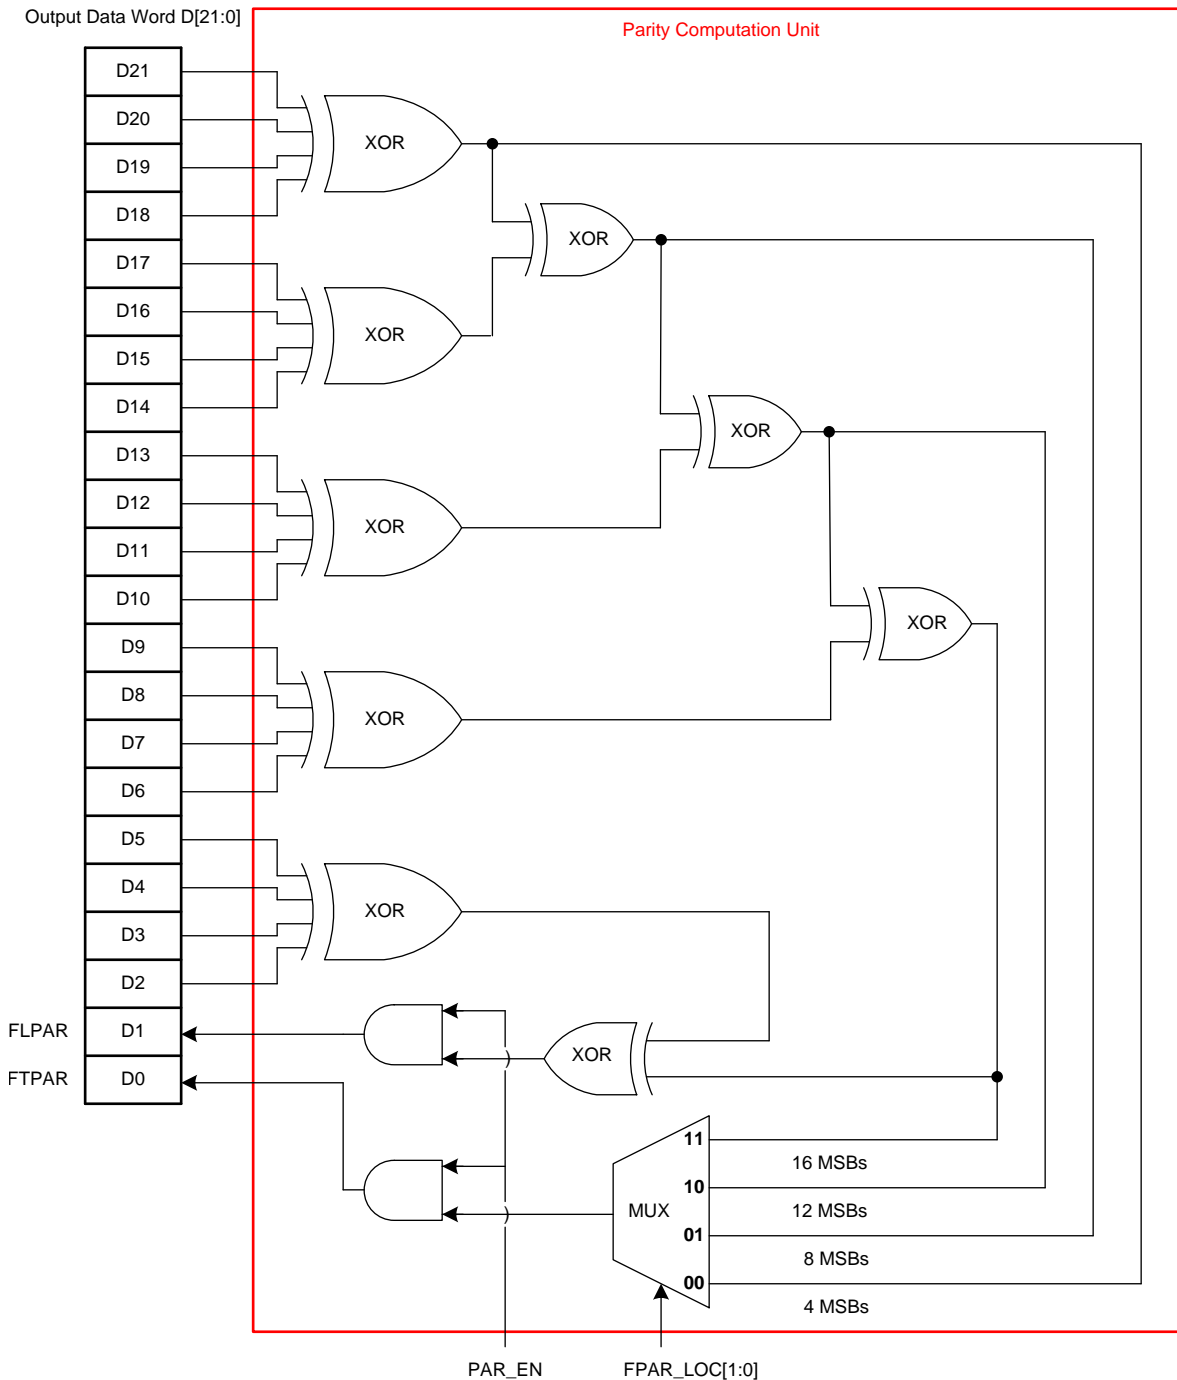 Output Data Word D[21:0]
Parity Computation Unit
D21
D20
D19
D18
D17
D16
D15
D14
D13
D12
D11
D10
D9
D8
D7
D6
D5
D4
D3
D2
FLPAR D1
FTPAR D0
XOR
XOR
XOR
XOR
XOR
XOR
XOR
XOR
XOR
XOR
MUX
11
16 MSBs
10
12 MSBs
01
8 MSBs
00
4 MSBs
PAR_EN
FPAR_LOC[1:0]